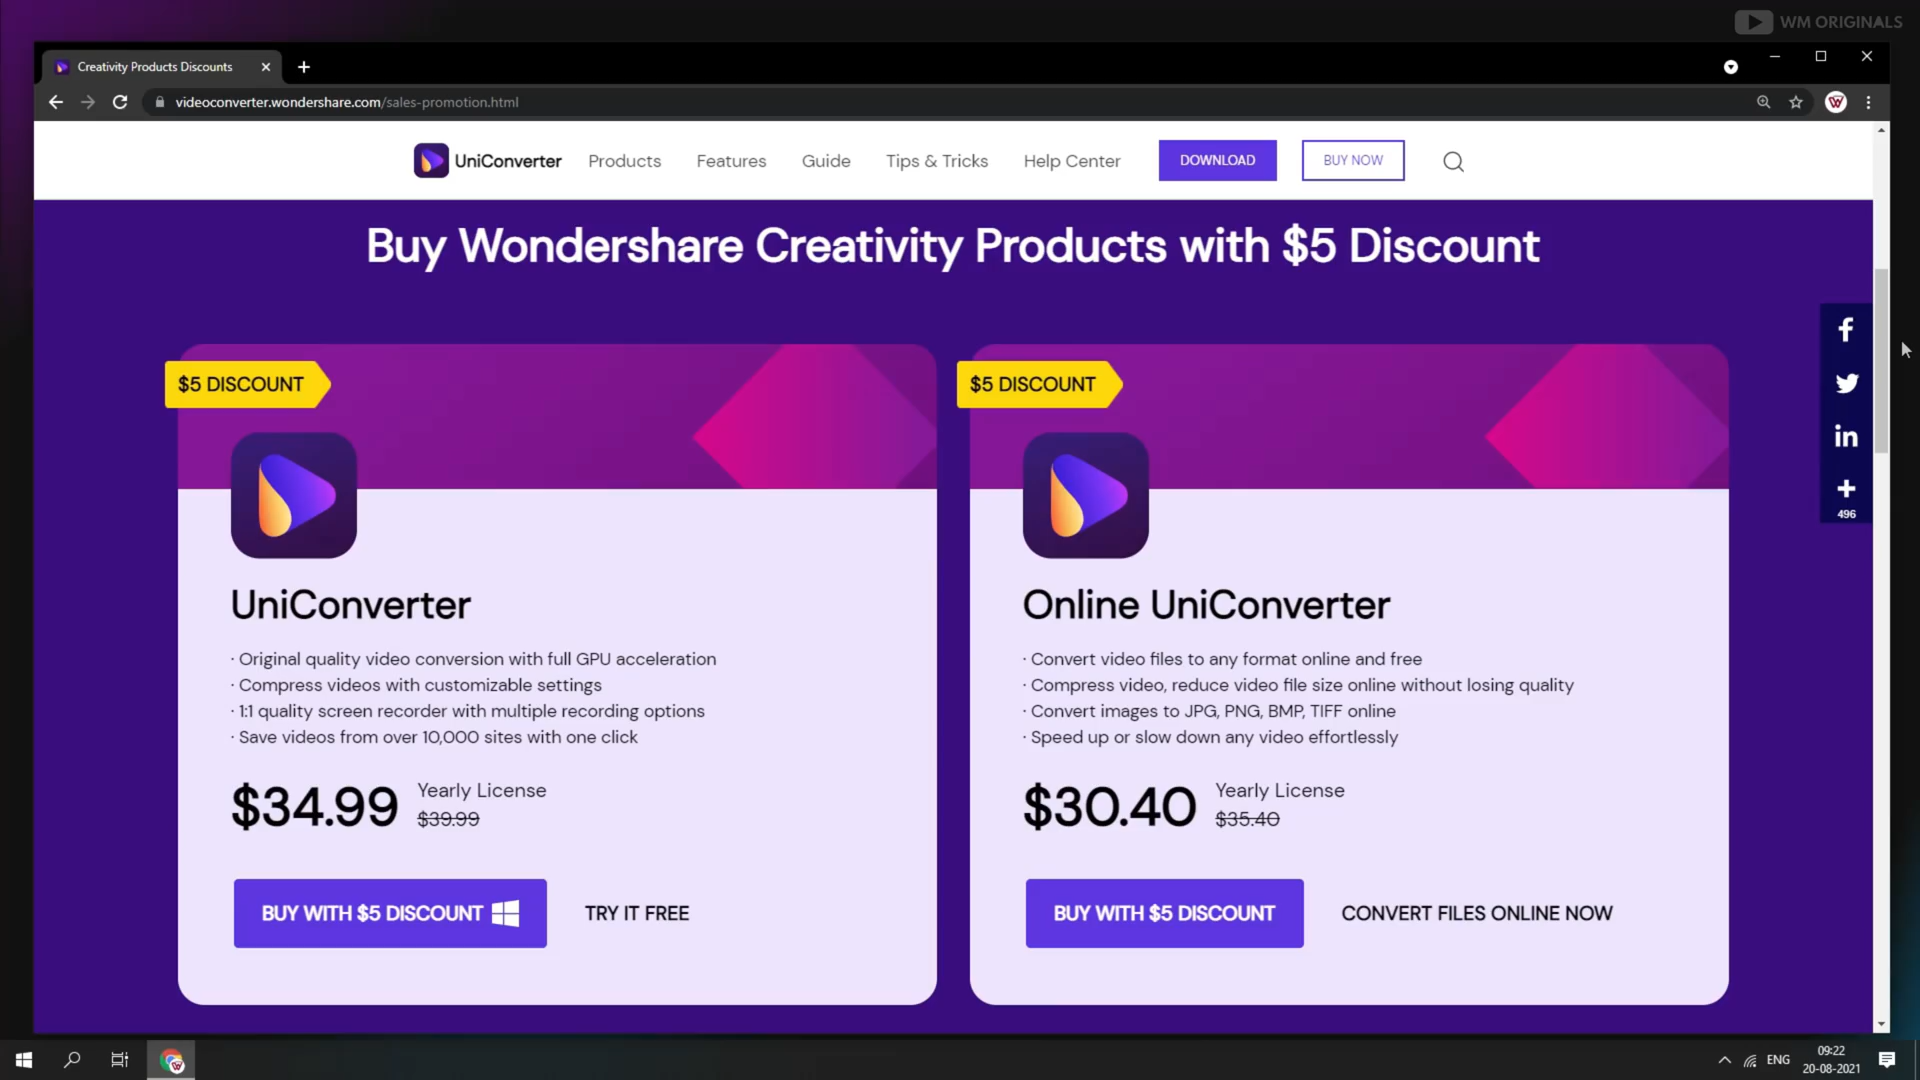 WM ORIGINALS
Creativity Products Discounts
videoconverter.wondershare.com/sales-promotion.html
UniConverter
Products
Features
Guide
Tips & Tricks
Help Center
DOWNLOAD
BUY NOW
Buy Wondershare Creativity Products with $5 Discount
$5 DISCOUNT
UniConverter
· Original quality video conversion with full GPU acceleration
· Compress videos with customizable settings
· 1:1 quality screen recorder with multiple recording options
· Save videos from over 10,000 sites with one click
$34.99
Yearly License
$39.99
BUY WITH $5 DISCOUNT
TRY IT FREE
$5 DISCOUNT
Online UniConverter
· Convert video files to any format online and free
· Compress video, reduce video file size online without losing quality
· Convert images to JPG, PNG, BMP, TIFF online
· Speed up or slow down any video effortlessly
$30.40
Yearly License
$35.40
BUY WITH $5 DISCOUNT
CONVERT FILES ONLINE NOW
496
ENG
09:22
20-08-2021